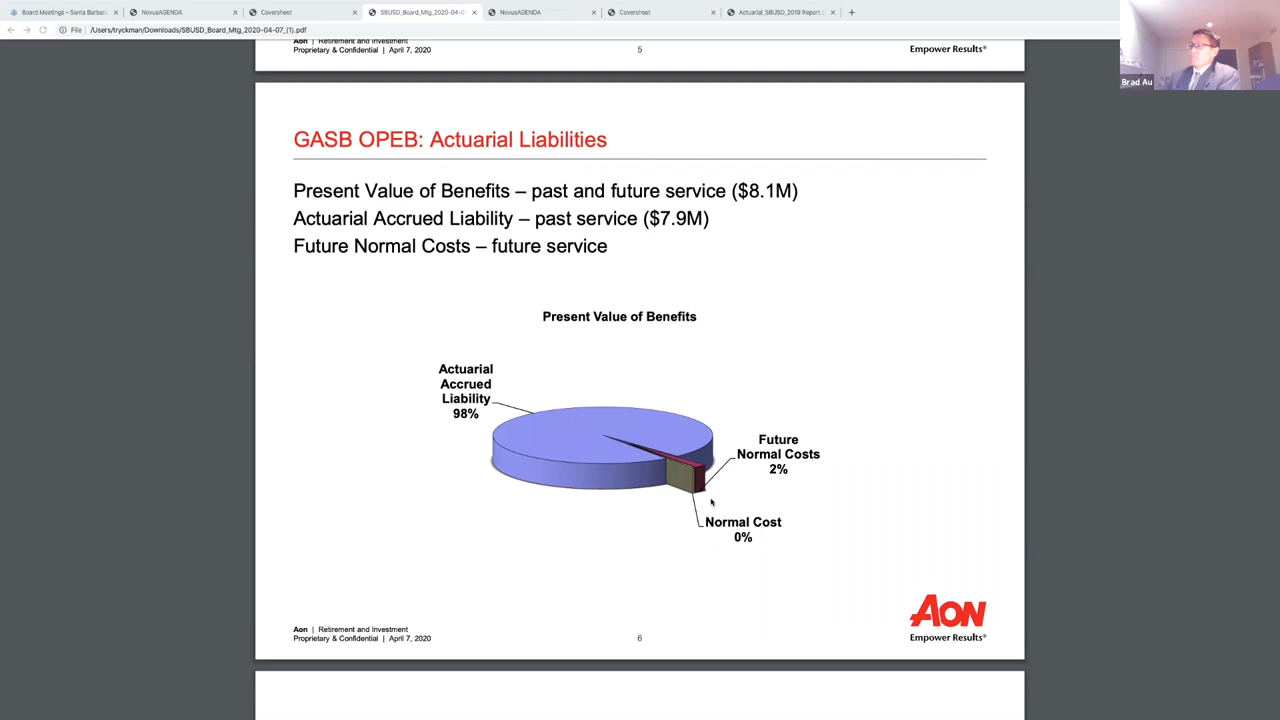 Board Meetings – Santa Barbara
NovusAGENDA
Coversheet
SBUSD_Board_Mtg_2020-04-0
NovusAGENDA
Coversheet
Actuarial_SBUSD_2019 Report.
File
/Users/tryckman/Downloads/SBUSD_Board_Mtg_2020-04-07_(1).pdf
Brad Au
Aon | Retirement and Investment
Proprietary & Confidential | April 7, 2020
5
Empower Results®
GASB OPEB: Actuarial Liabilities
Present Value of Benefits – past and future service ($8.1M)
Actuarial Accrued Liability – past service ($7.9M)
Future Normal Costs – future service
Present Value of Benefits
Actuarial
Accrued
Liability
98%
Future
Normal Costs
2%
Normal Cost
0%
Aon | Retirement and Investment
Proprietary & Confidential | April 7, 2020
6
AON
Empower Results®